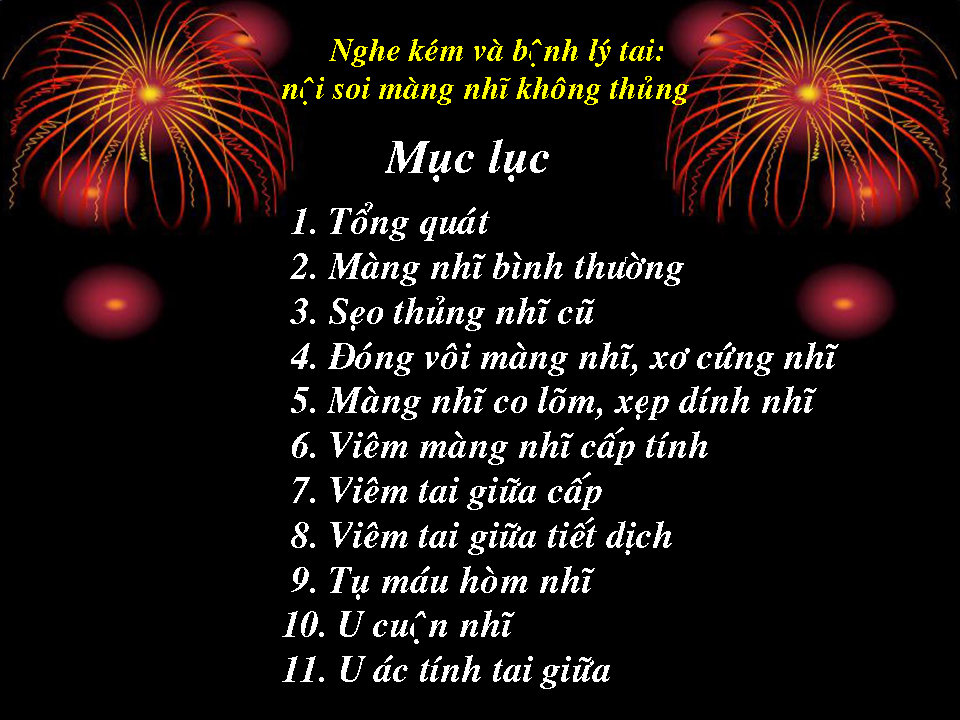 Nghe kém và bệnh lý tai:
nội soi màng nhĩ không thủng
Mục lục
1. Tổng quát
2. Màng nhĩ bình thường
3. Sẹo thủng nhĩ cũ
4. Đóng vôi màng nhĩ, xơ cứng nhĩ
5. Màng nhĩ co lõm, xẹp dính nhĩ
6. Viêm màng nhĩ cấp tính
7. Viêm tai giữa cấp
8. Viêm tai giữa tiết dịch
9. Tụ máu hòm nhĩ
10. U cuộn nhĩ
11. U ác tính tai giữa